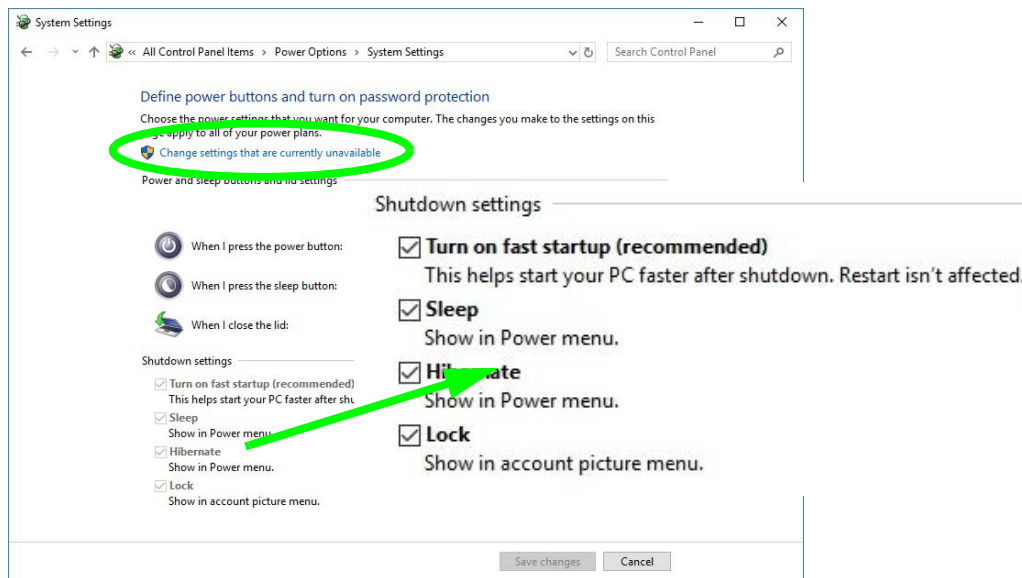 System Settings
« All Control Panel Items > Power Options > System Settings
Search Control Panel
Define power buttons and turn on password protection
Choose the power settings that you want for your computer. The changes you make to the settings on this
page apply to all of your power plans.
Change settings that are currently unavailable
Power and sleep buttons and lid settings
When I press the power button:
When I press the sleep button:
When I close the lid:
Shutdown settings
Turn on fast startup (recommended)
This helps start your PC faster after
Sleep
Show in Power menu.
Hibernate
Show in Power menu.
Lock
Show in account picture menu.
Shutdown settings
Turn on fast startup (recommended)
This helps start your PC faster after shutdown. Restart isn't affected.
Sleep
Show in Power menu.
Hibernate
Show in Power menu.
Lock
Show in account picture menu.
Save changes
Cancel